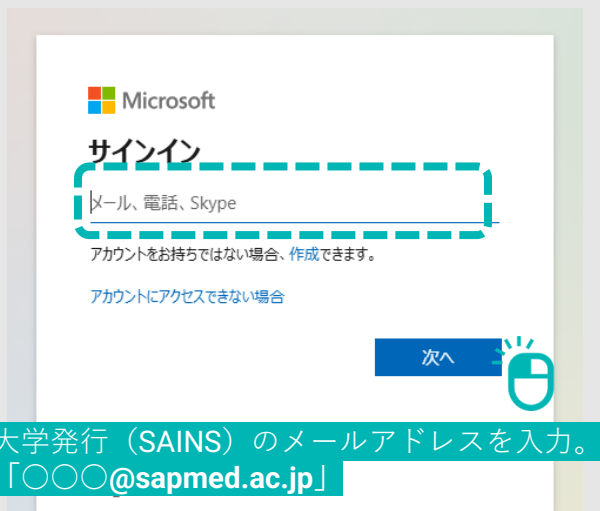 Microsoft
サインイン
メール、電話、Skype
アカウントをお持ちではない場合、作成できます。
アカウントにアクセスできない場合
次へ
大学発行（SAINS）のメールアドレスを入力。
「○○○@sapmed.ac.jp」